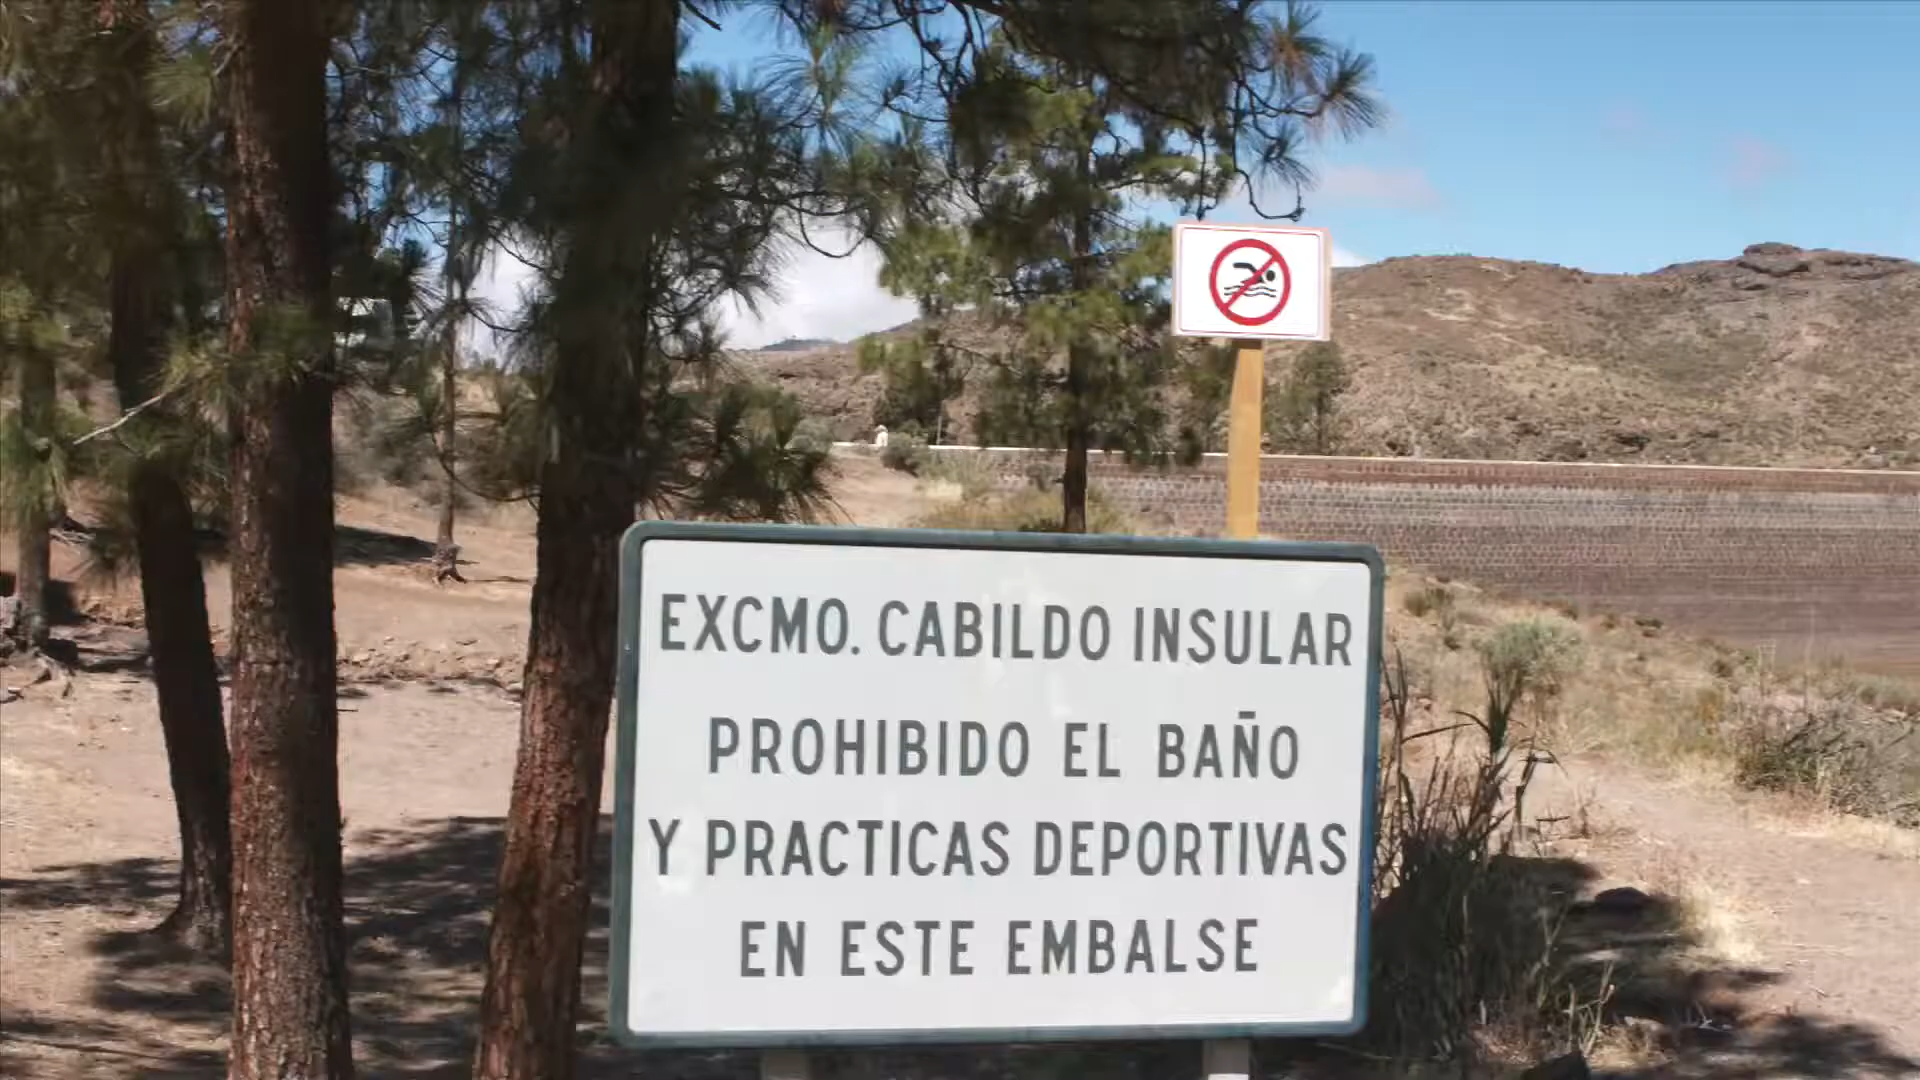 EXCMO. CABILDO INSULAR
PROHIBIDO EL BAÑO
Y PRACTICAS DEPORTIVAS
EN ESTE EMBALSE